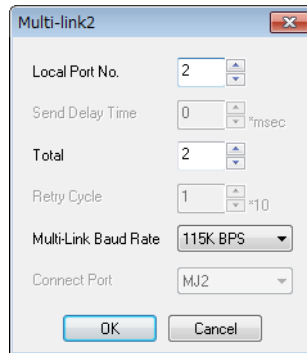 Multi-link2
Local Port No. 2
Send Delay Time 0 *msec
Total 2
Retry Cycle 1 *10
Multi-Link Baud Rate 115K BPS
Connect Port MJ2
OK Cancel